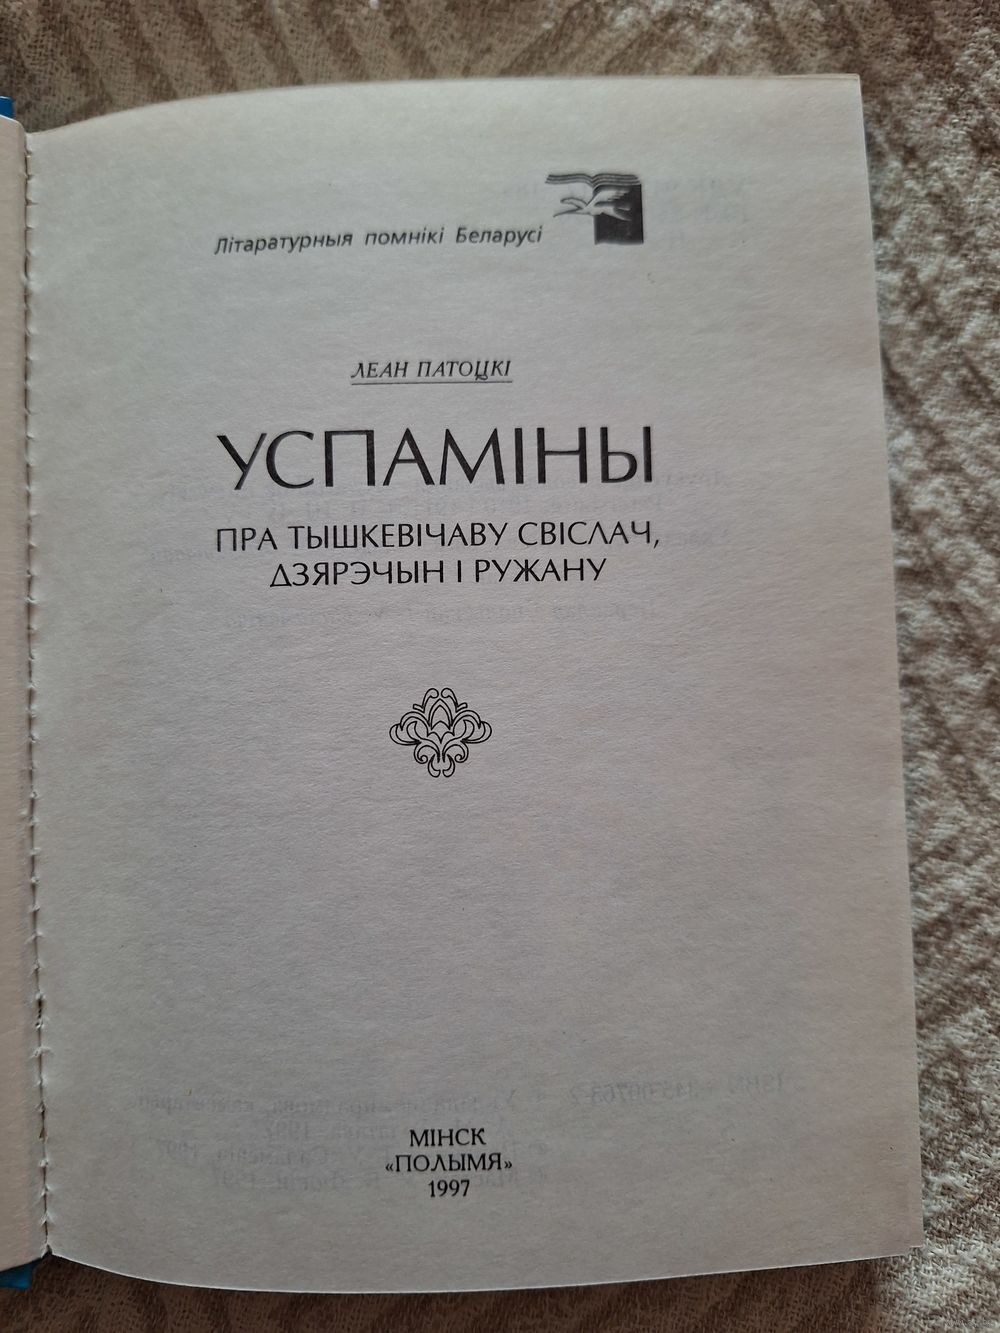 Літаратурныя помнікі Беларусі
ЛЕАН ПАТОЦКІ
УСПАМІНЫ
ПРА ТЫШКЕВІЧАВУ СВІСЛАЧ,
ДЗЯРЭЧЫН І РУЖАНУ
МІНСК
«ПОЛЫМЯ»
1997